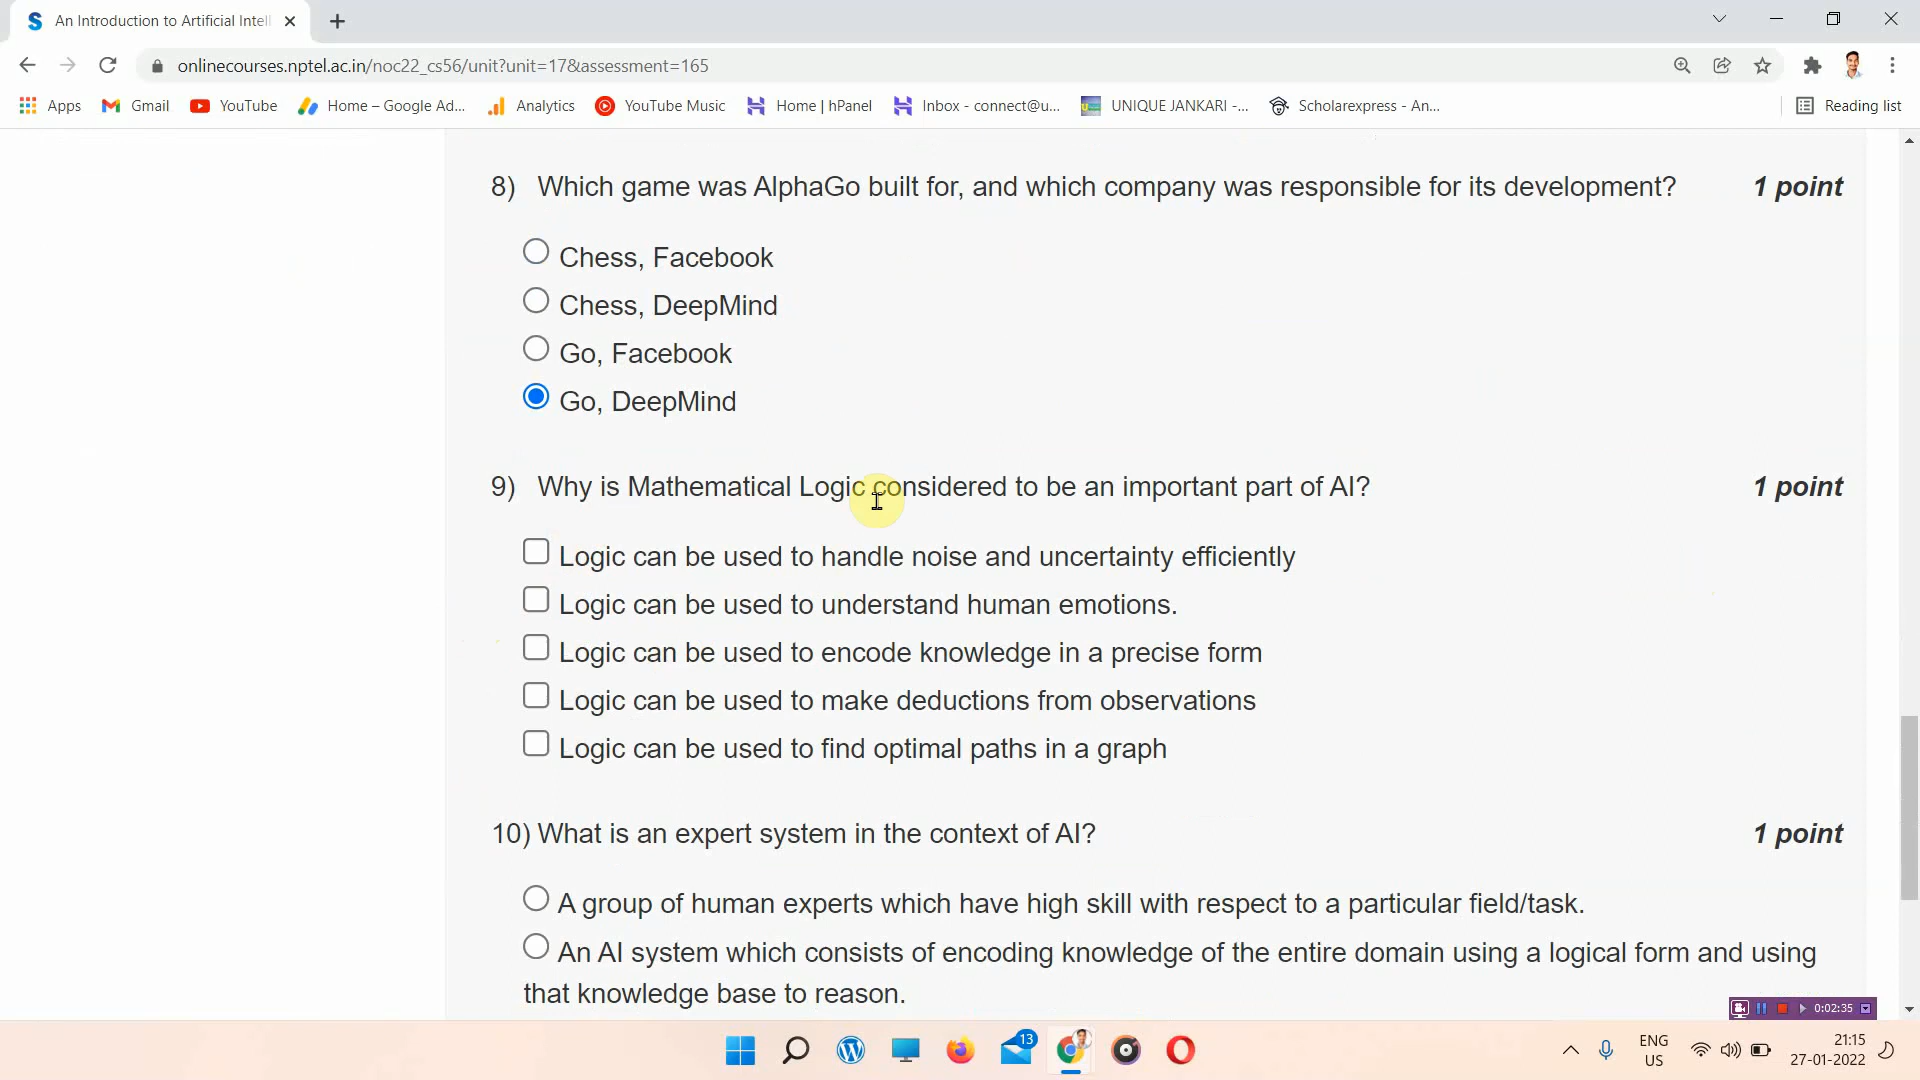 An Introduction to Artificial Intell
onlinecourses.nptel.ac.in/noc22_cs56/unit?unit=17&assessment=165
Apps Gmail YouTube Home – Google Ad... Analytics YouTube Music Home | hPanel Inbox - connect@u... UNIQUE JANKARI -... Scholarexpress - An... Reading list
8) Which game was AlphaGo built for, and which company was responsible for its development? 1 point
Chess, Facebook
Chess, DeepMind
Go, Facebook
Go, DeepMind
9) Why is Mathematical Logic considered to be an important part of AI? 1 point
Logic can be used to handle noise and uncertainty efficiently
Logic can be used to understand human emotions.
Logic can be used to encode knowledge in a precise form
Logic can be used to make deductions from observations
Logic can be used to find optimal paths in a graph
10) What is an expert system in the context of AI? 1 point
A group of human experts which have high skill with respect to a particular field/task.
An AI system which consists of encoding knowledge of the entire domain using a logical form and using
that knowledge base to reason.
0:02:35
13
ENG
US
21:15
27-01-2022